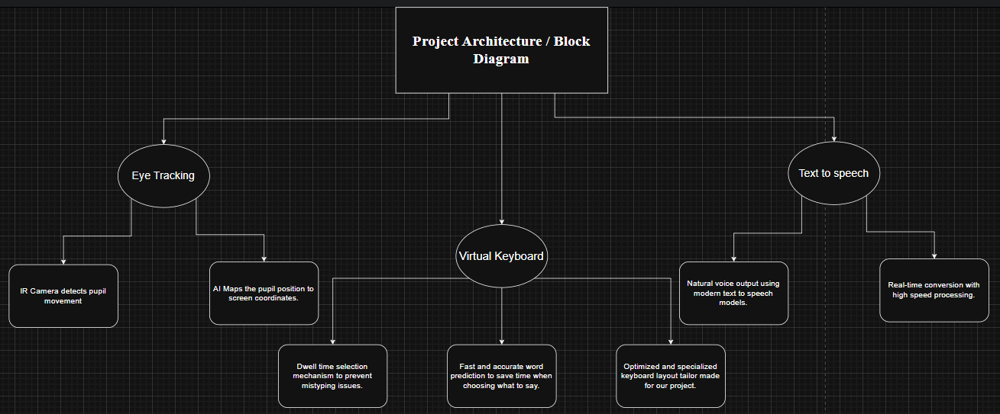 Project Architecture / Block
Diagram
Eye Tracking
Text to speech
Virtual Keyboard
IR Camera detects pupil
movement
AI Maps the pupil position to
screen coordinates.
Natural voice output using
modern text to speech
models.
Real-time conversion with
high speed processing.
Dwell time selection
mechanism to prevent
mistyping issues.
Fast and accurate word
prediction to save time when
choosing what to say.
Optimized and specialized
keyboard layout tailor made
for our project.